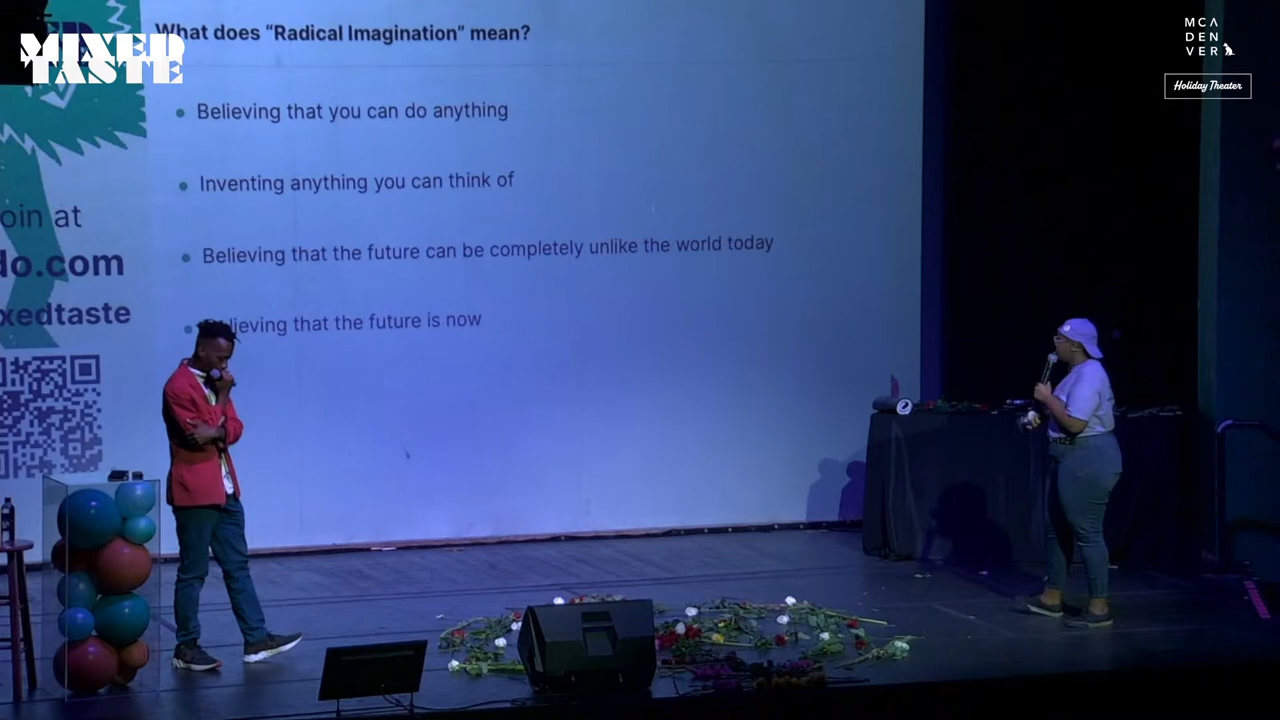 MIXED
TASTE
What does “Radical Imagination” mean?
Believing that you can do anything
Inventing anything you can think of
Believing that the future can be completely unlike the world today
lieving that the future is now
oin at
do.com
xedtaste
MCA
DEN
VER
Holiday Theater